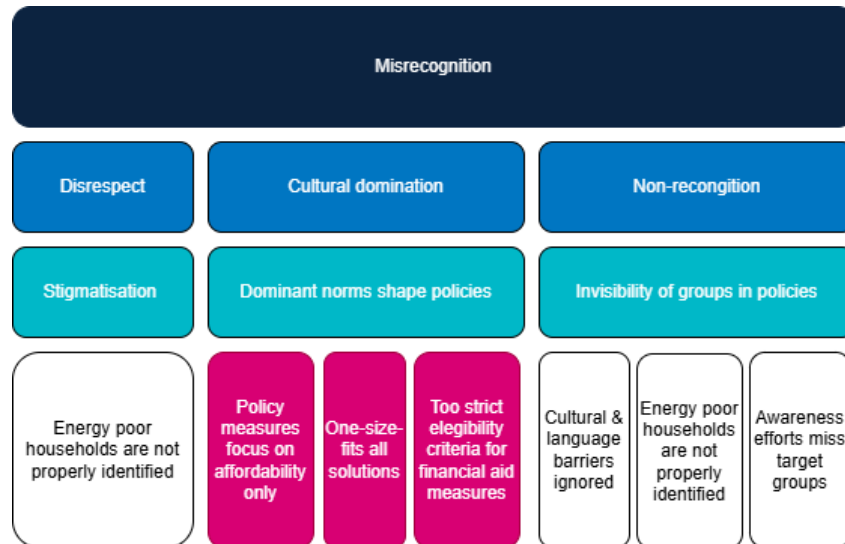 Misrecognition
Disrespect
Cultural domination
Non-recongition
Stigmatisation
Dominant norms shape policies
Invisibility of groups in policies
Energy poor
households are not
properly identified
Policy
measures
focus on
affordability
only
One-size-
fits all
solutions
Too strict
elegibility
criteria for
financial aid
measures
Cultural &
language
barriers
ignored
Energy poor
households
are not
properly
identified
Awareness
efforts miss
target
groups